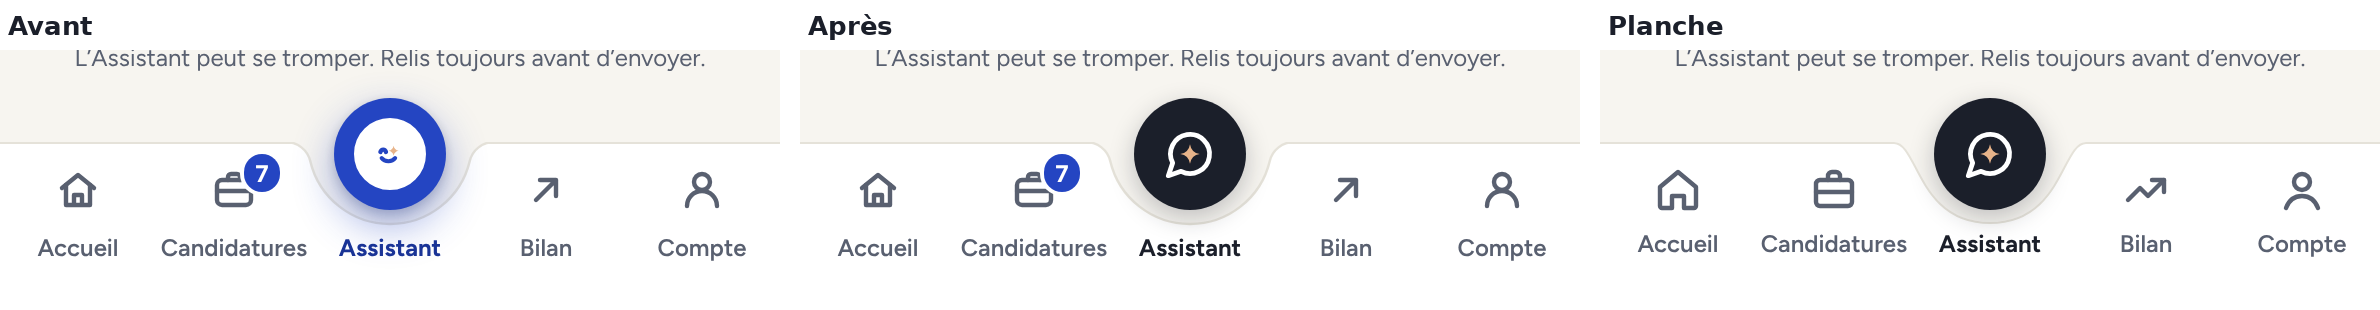 Avant
L’Assistant peut se tromper. Relis toujours avant d’envoyer.
7
Accueil Candidatures Assistant Bilan Compte
Après
L’Assistant peut se tromper. Relis toujours avant d’envoyer.
7
Accueil Candidatures Assistant Bilan Compte
Planche
L’Assistant peut se tromper. Relis toujours avant d’envoyer.
Accueil Candidatures Assistant Bilan Compte